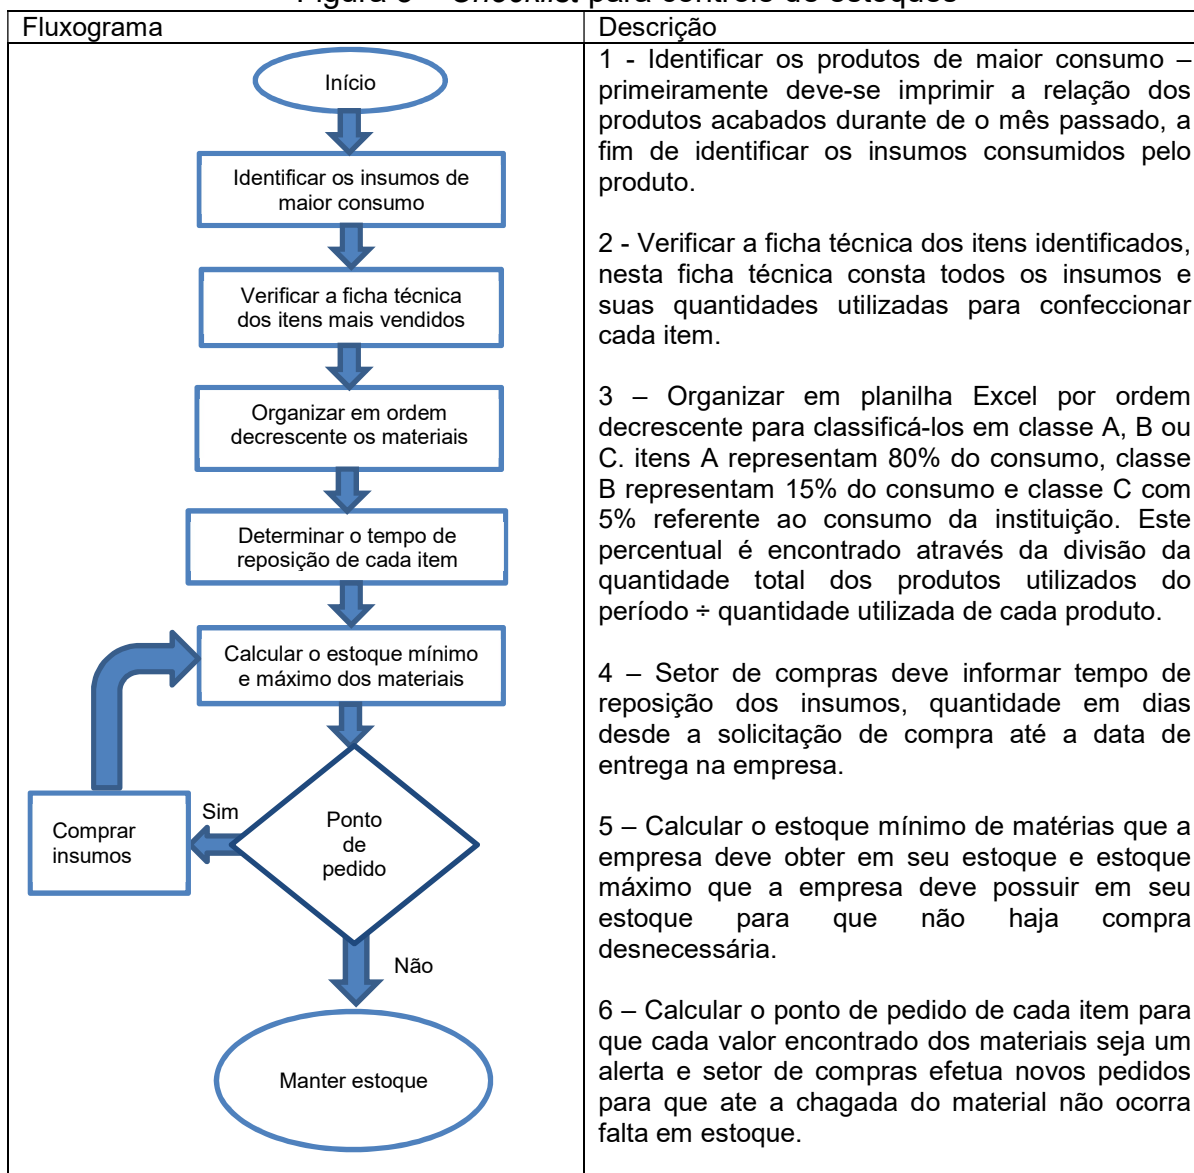 Fluxograma
Descrição
Início
Identificar os insumos de
maior consumo
Verificar a ficha técnica
dos itens mais vendidos
Organizar em ordem
decrescente os materiais
Determinar o tempo de
reposição de cada item
Calcular o estoque mínimo
e máximo dos materiais
Sim
Comprar
insumos
Ponto
de
pedido
Não
Manter estoque
1 - Identificar os produtos de maior consumo –
primeiramente deve-se imprimir a relação dos
produtos acabados durante de o mês passado, a
fim de identificar os insumos consumidos pelo
produto.
2 - Verificar a ficha técnica dos itens identificados,
nesta ficha técnica consta todos os insumos e
suas quantidades utilizadas para confeccionar
cada item.
3 – Organizar em planilha Excel por ordem
decrescente para classificá-los em classe A, B ou
C. itens A representam 80% do consumo, classe
B representam 15% do consumo e classe C com
5% referente ao consumo da instituição. Este
percentual é encontrado através da divisão da
quantidade total dos produtos utilizados do
período ÷ quantidade utilizada de cada produto.
4 – Setor de compras deve informar tempo de
reposição dos insumos, quantidade em dias
desde a solicitação de compra até a data de
entrega na empresa.
5 – Calcular o estoque mínimo de matérias que a
empresa deve obter em seu estoque e estoque
máximo que a empresa deve possuir em seu
estoque para que não haja compra
desnecessária.
6 – Calcular o ponto de pedido de cada item para
que cada valor encontrado dos materiais seja um
alerta e setor de compras efetua novos pedidos
para que ate a chagada do material não ocorra
falta em estoque.